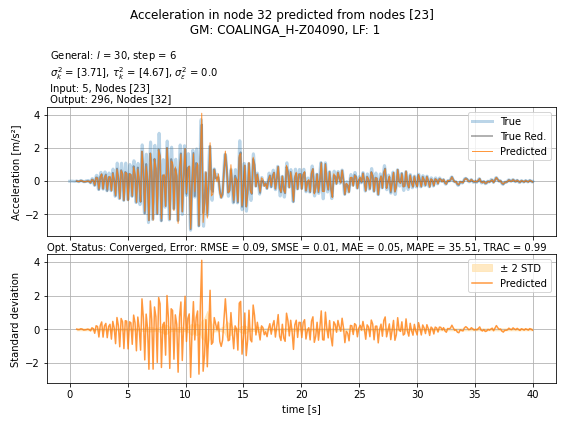 Acceleration in node 32 predicted from nodes [23]
GM: COALINGA_H-Z04090, LF: 1
General: l = 30, step = 6
σ²ₖ = [3.71], τ²ₖ = [4.67], σ²ε = 0.0
Input: 5, Nodes [23]
Output: 296, Nodes [32]
Acceleration [m/s²]
4
2
0
−2
True
True Red.
Predicted
Opt. Status: Converged, Error: RMSE = 0.09, SMSE = 0.01, MAE = 0.05, MAPE = 35.51, TRAC = 0.99
Standard deviation
4
2
0
−2
± 2 STD
Predicted
0 5 10 15 20 25 30 35 40
time [s]